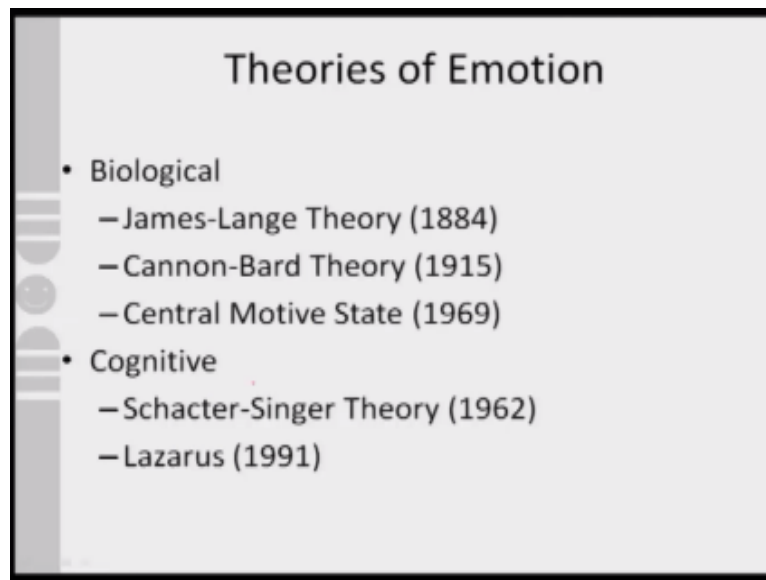 Theories of Emotion
• Biological
–James-Lange Theory (1884)
–Cannon-Bard Theory (1915)
–Central Motive State (1969)
• Cognitive
–Schacter-Singer Theory (1962)
–Lazarus (1991)